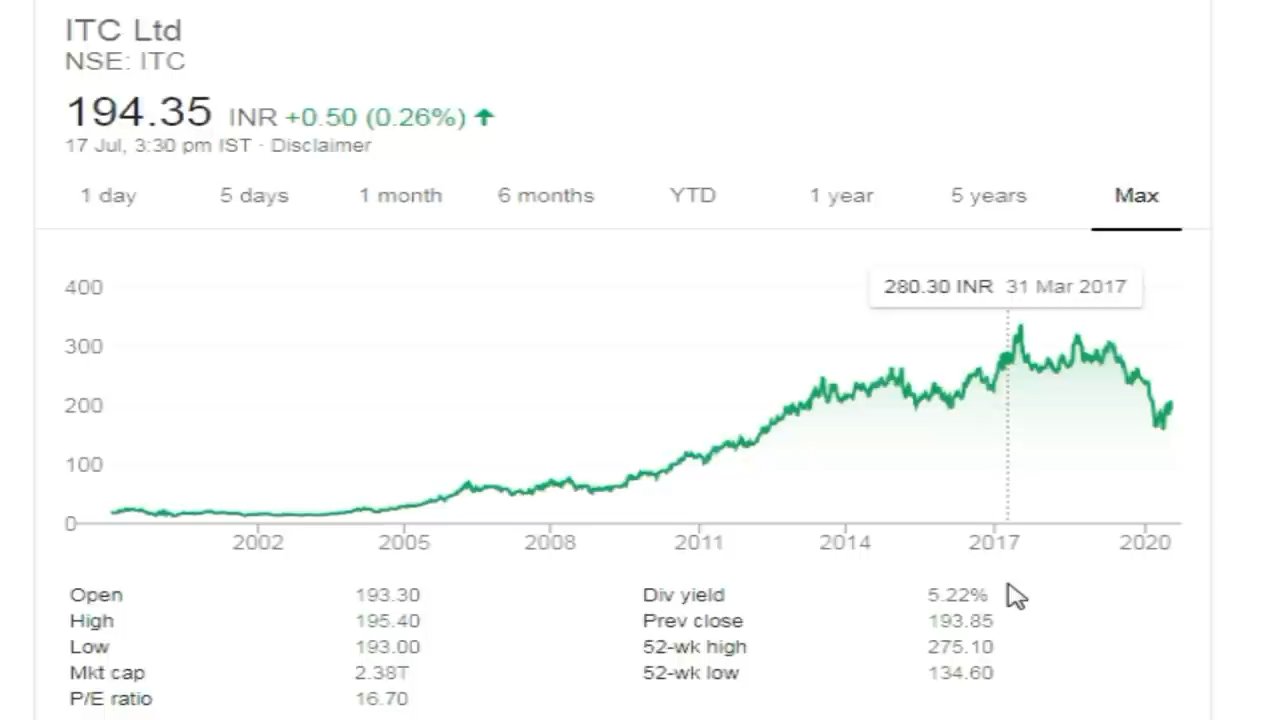 ITC Ltd
NSE: ITC
194.35 INR +0.50 (0.26%) ↑
17 Jul, 3:30 pm IST · Disclaimer
1 day 5 days 1 month 6 months YTD 1 year 5 years Max
280.30 INR 31 Mar 2017
400
300
200
100
0
2002 2005 2008 2011 2014 2017 2020
Open 193.30 Div yield 5.22%
High 195.40 Prev close 193.85
Low 193.00 52-wk high 275.10
Mkt cap 2.38T 52-wk low 134.60
P/E ratio 16.70